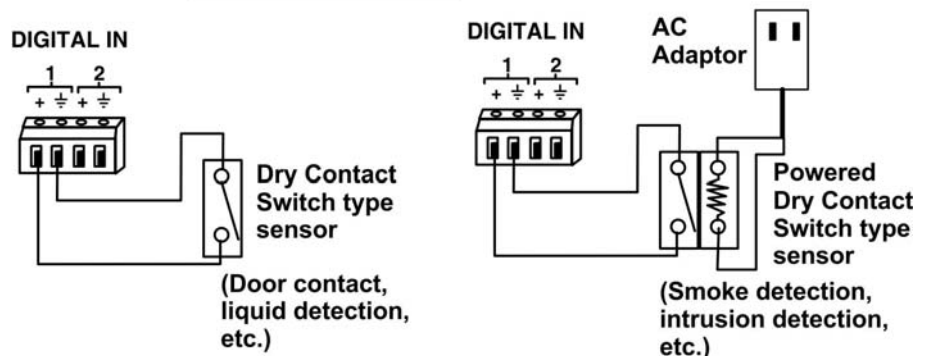 DIGITAL IN
1 2
+ ⏚ + ⏚
Dry Contact
Switch type
sensor
(Door contact,
liquid detection,
etc.)
DIGITAL IN
1 2
+ ⏚ + ⏚
AC
Adaptor
Powered
Dry Contact
Switch type
sensor
(Smoke detection,
intrusion detection,
etc.)